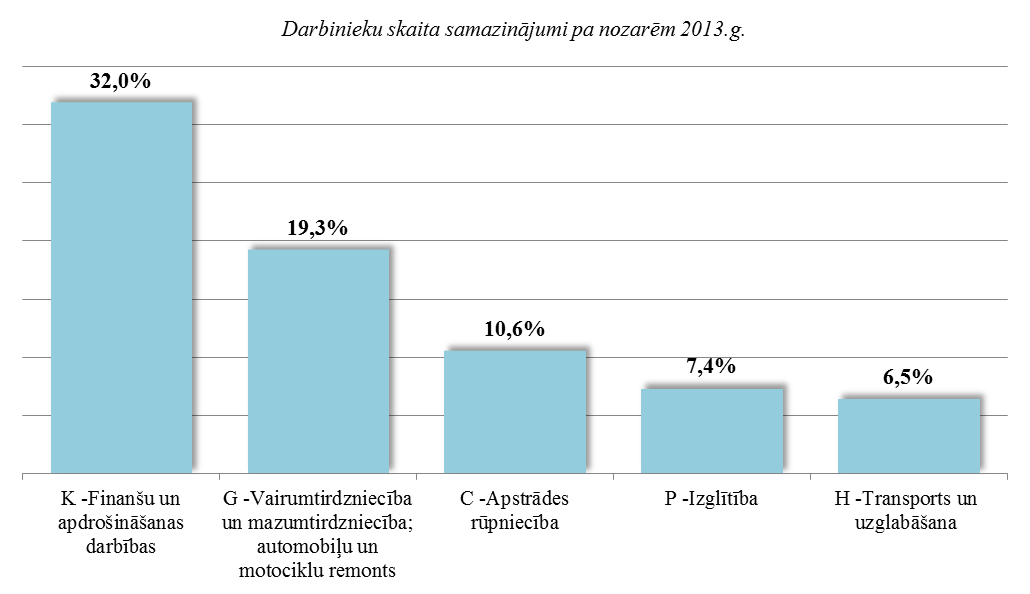 Darbinieku skaita samazinājumi pa nozarēm 2013.g.
32,0%
19,3%
10,6%
7,4%
6,5%
K -Finanšu un
apdrošināšanas
darbības
G -Vairumtirdzniecība
un mazumtirdzniecība;
automobiļu un
motociklu remonts
C -Apstrādes
rūpniecība
P -Izglītība
H -Transports un
uzglabāšana